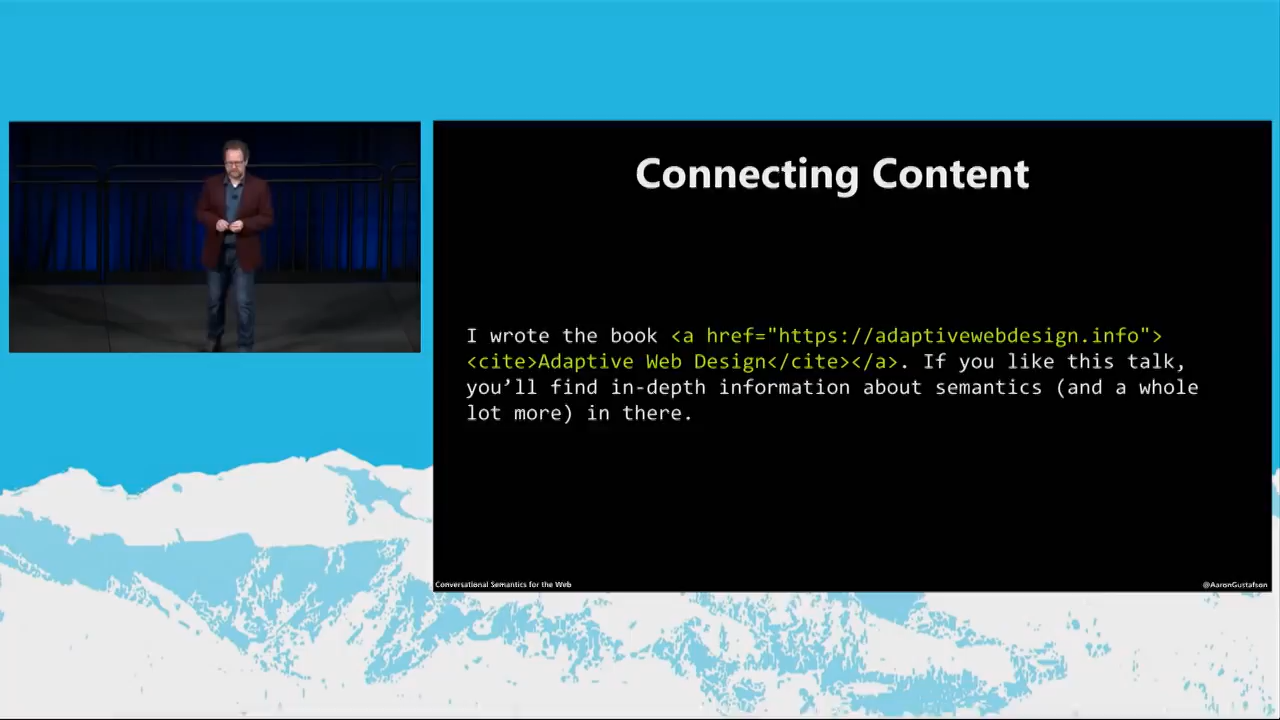 Connecting Content
I wrote the book <a href="https://adaptivewebdesign.info">
<cite>Adaptive Web Design</cite></a>. If you like this talk,
you’ll find in-depth information about semantics (and a whole
lot more) in there.
Conversational Semantics for the Web
@AaronGustafson